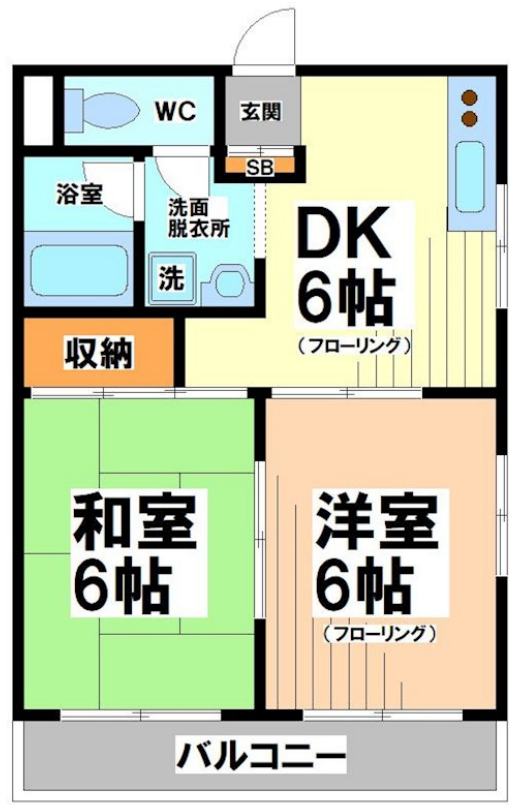 WC
玄関
SB
浴室
洗面
脱衣所
洗
DK
6帖
(フローリング)
収納
和室
6帖
洋室
6帖
(フローリング)
バルコニー